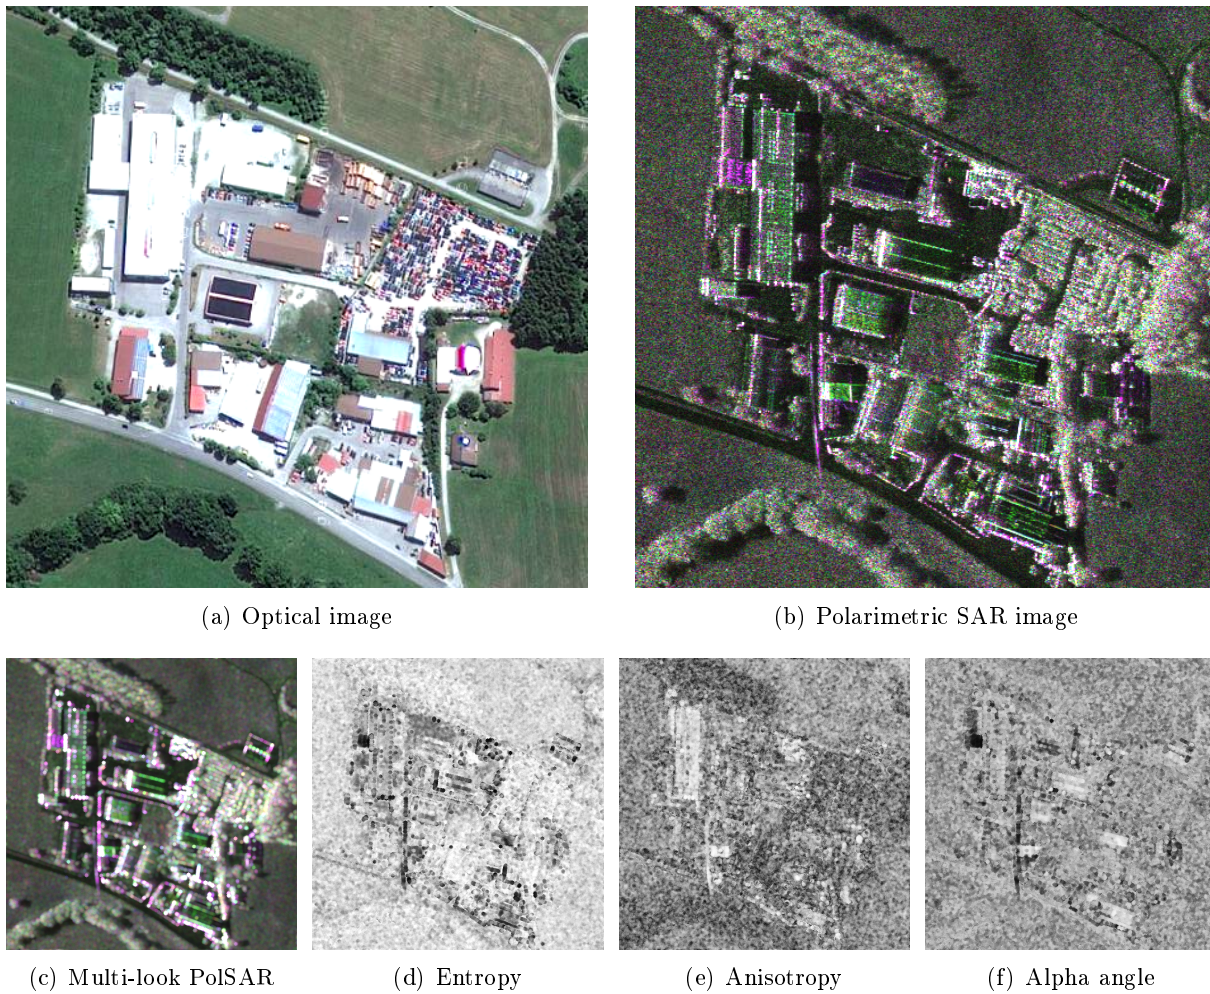 (a) Optical image
(b) Polarimetric SAR image
(c) Multi-look PolSAR
(d) Entropy
(e) Anisotropy
(f) Alpha angle